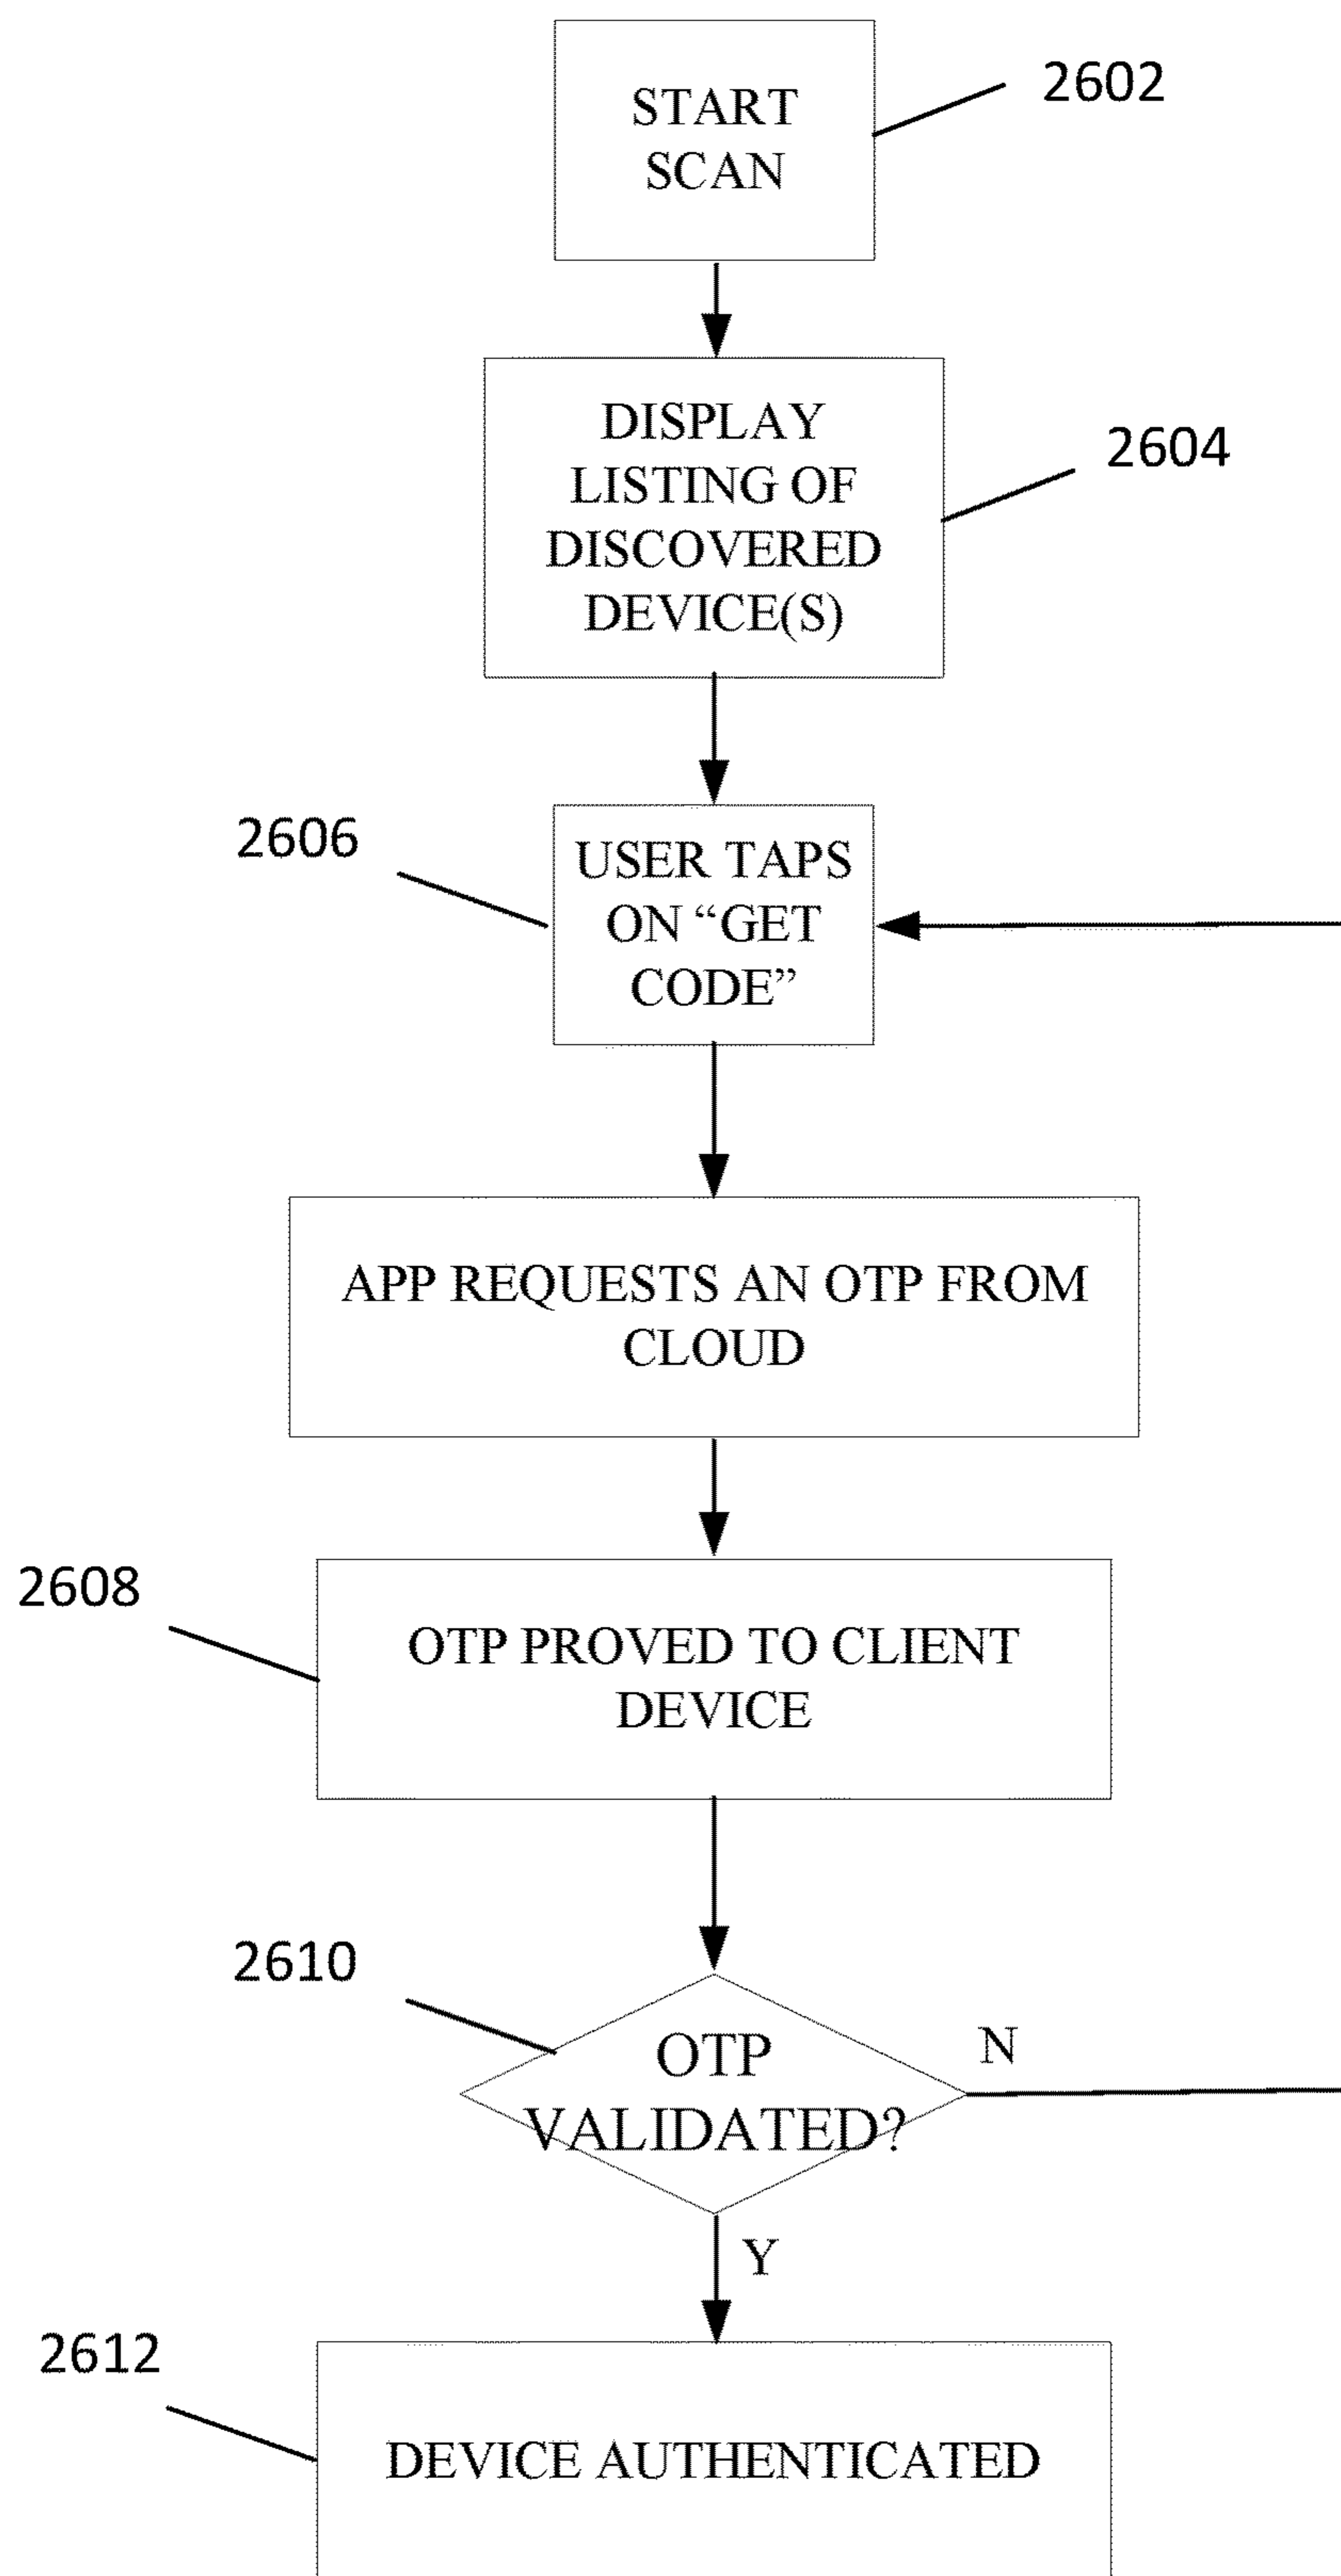 START
SCAN
2602
DISPLAY
LISTING OF
DISCOVERED
DEVICE(S)
2604
2606
USER TAPS
ON “GET
CODE”
APP REQUESTS AN OTP FROM
CLOUD
2608
OTP PROVED TO CLIENT
DEVICE
2610
OTP
VALIDATED?
N
Y
2612
DEVICE AUTHENTICATED